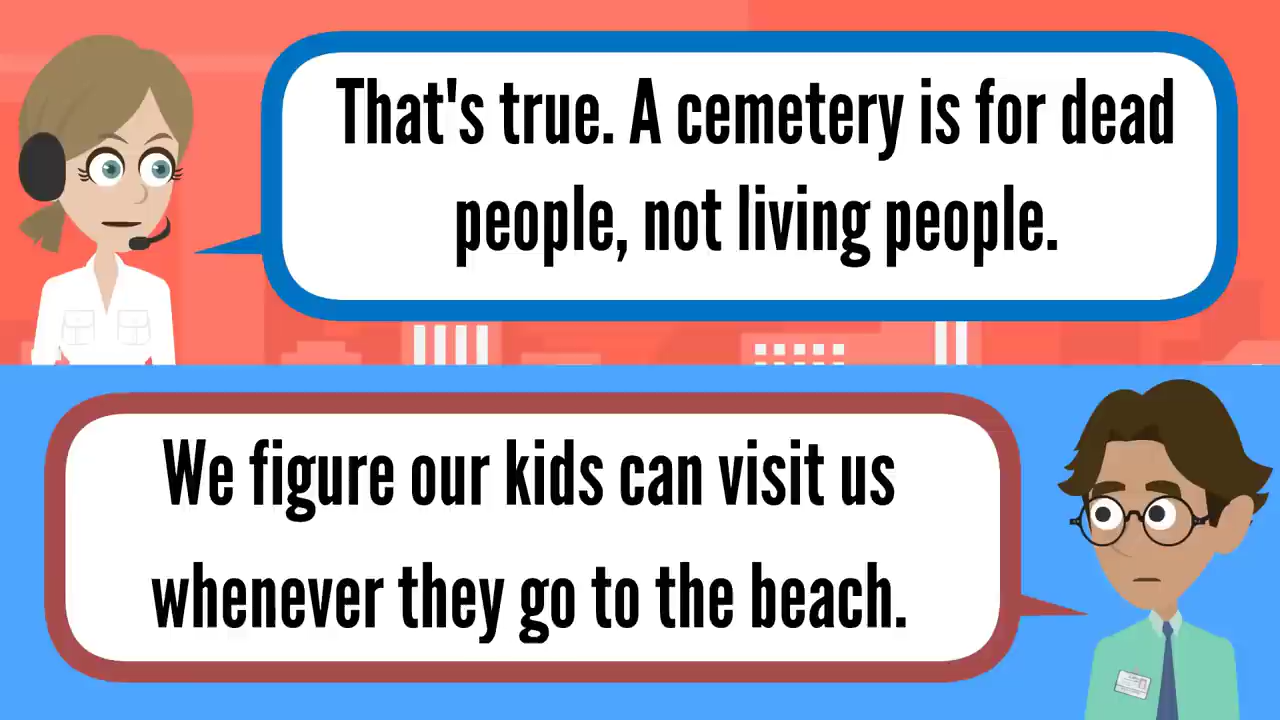 That's true. A cemetery is for dead
people, not living people.
We figure our kids can visit us
whenever they go to the beach.